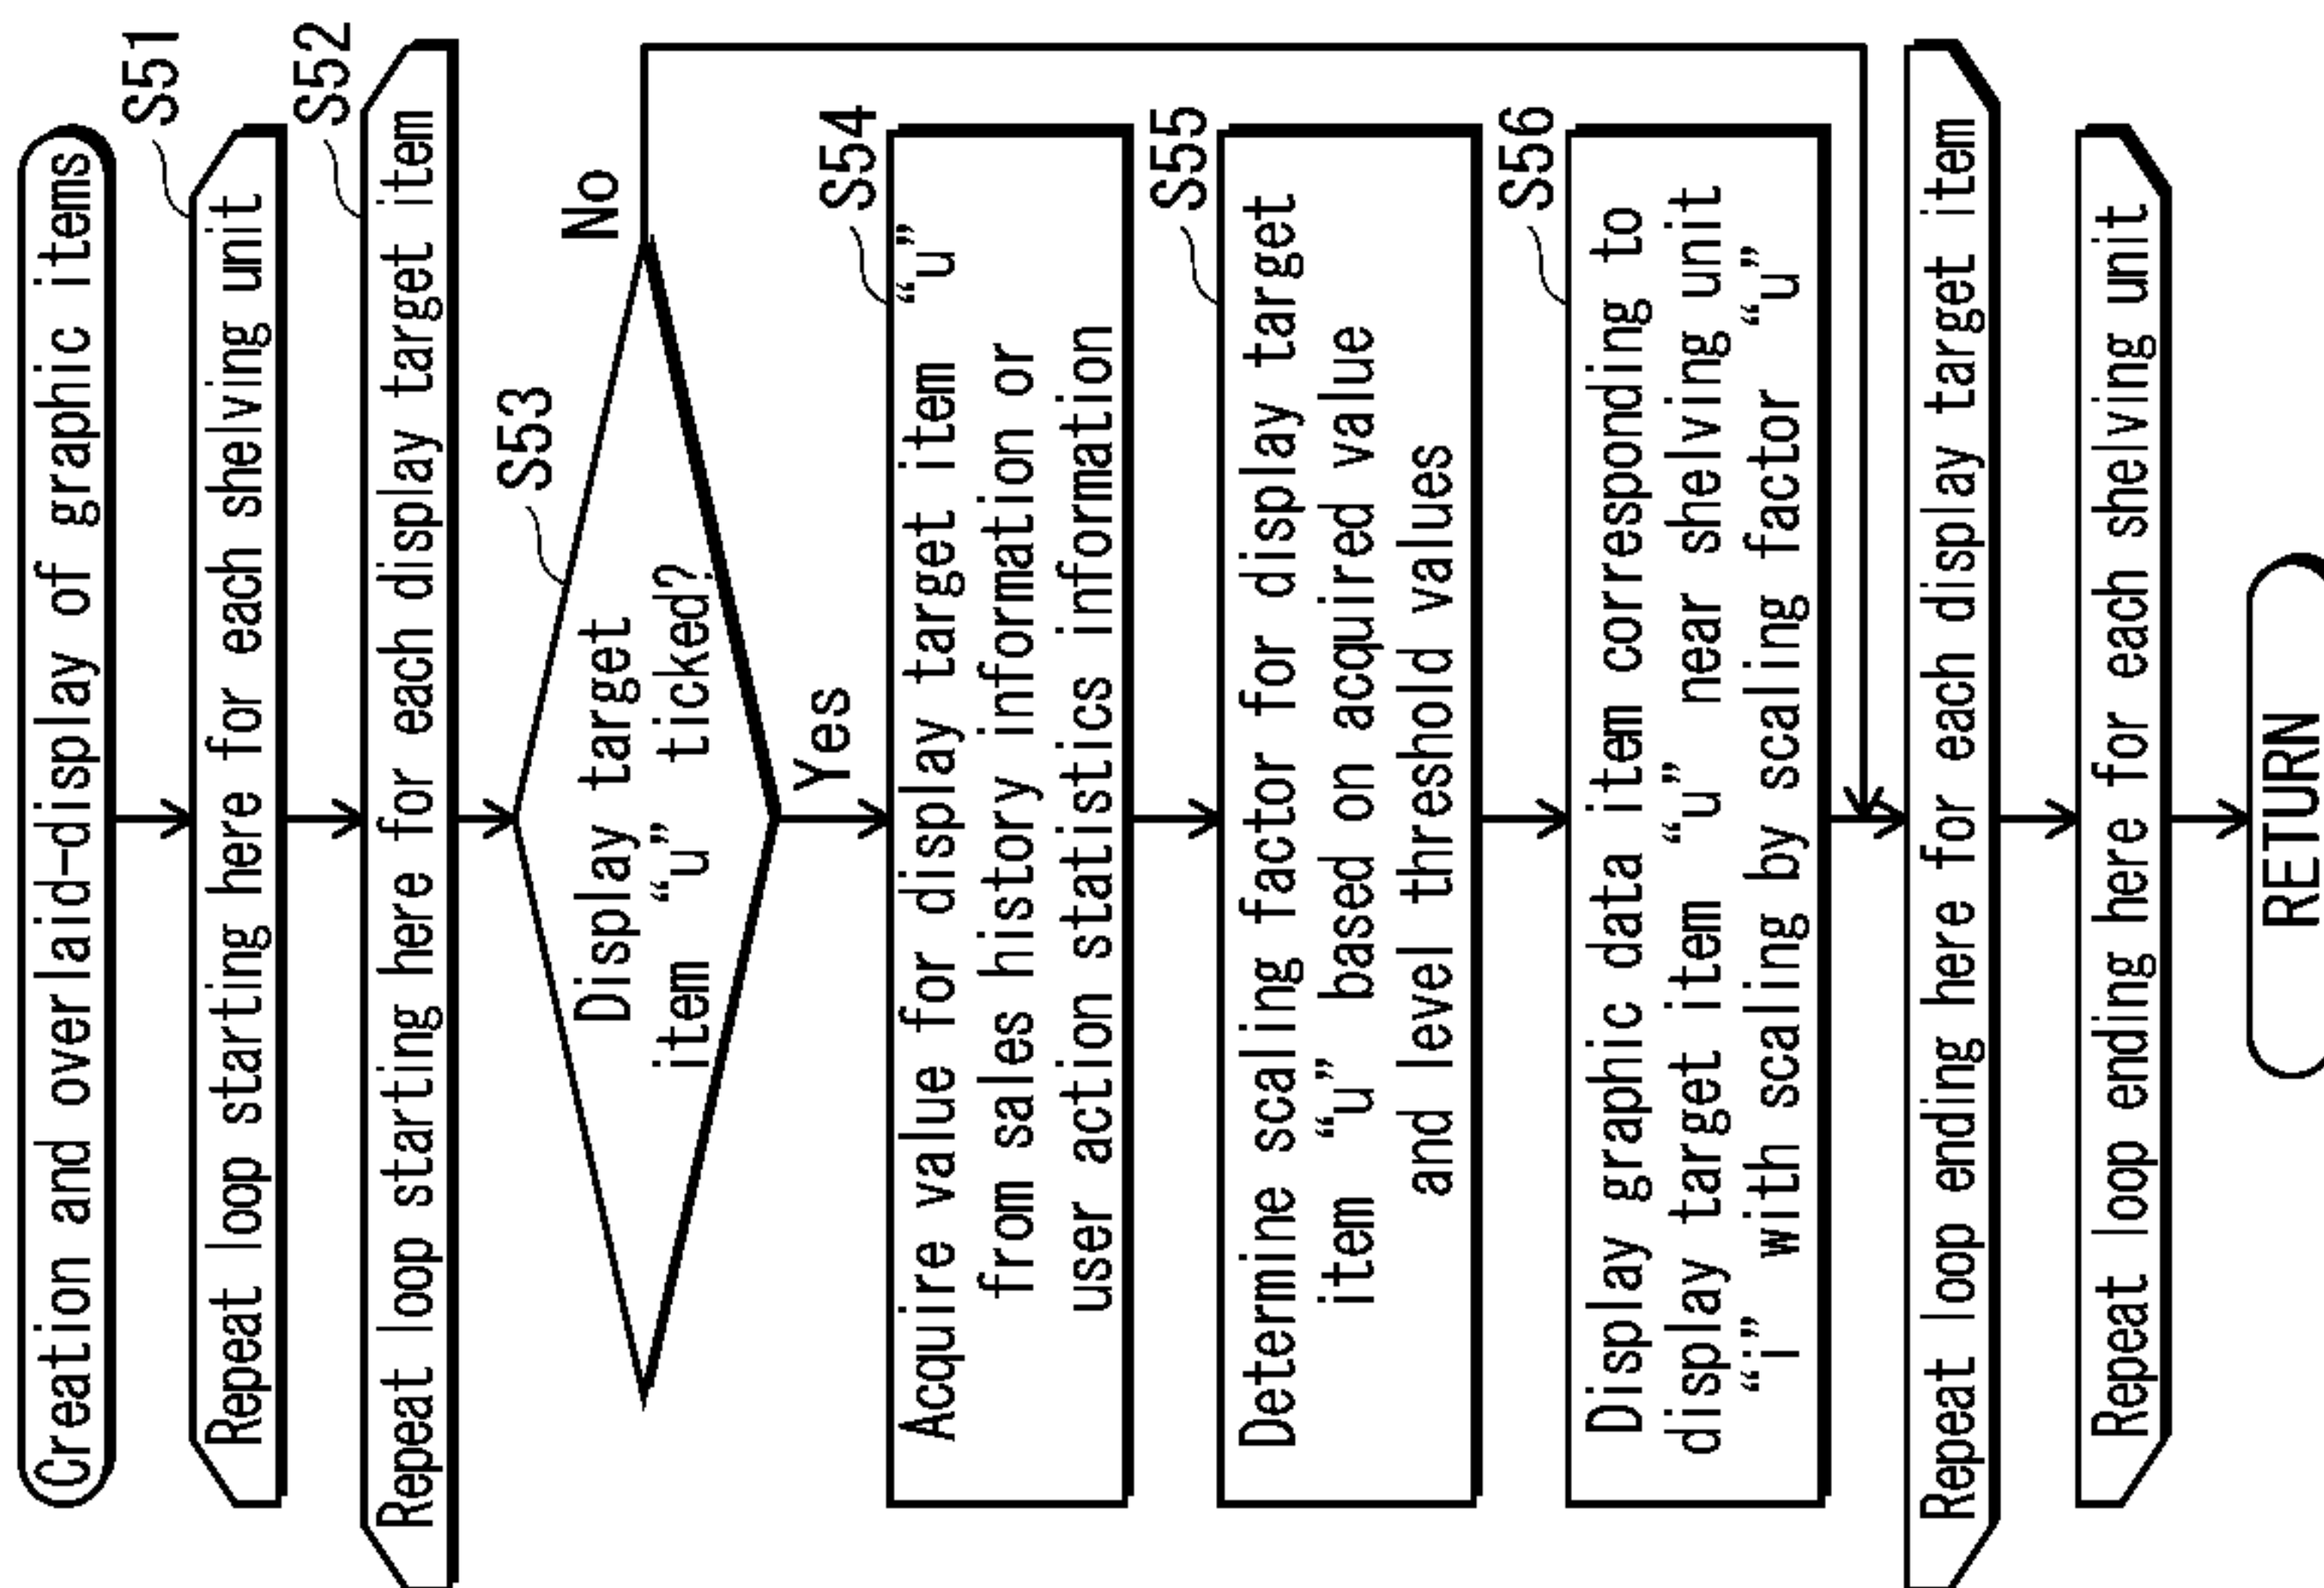 Creation and overlaid-display of graphic items
S51
Repeat loop starting here for each shelving unit
S52
Repeat loop starting here for each display target item
S53
Display target
item “u” ticked?
No
Yes
S54
Acquire value for display target item “u”
from sales history information or
user action statistics information
S55
Determine scaling factor for display target
item “u” based on acquired value
and level threshold values
S56
Display graphic data item corresponding to
display target item “u” near shelving unit
“i” with scaling by scaling factor “u”
Repeat loop ending here for each display target item
Repeat loop ending here for each shelving unit
RETURN